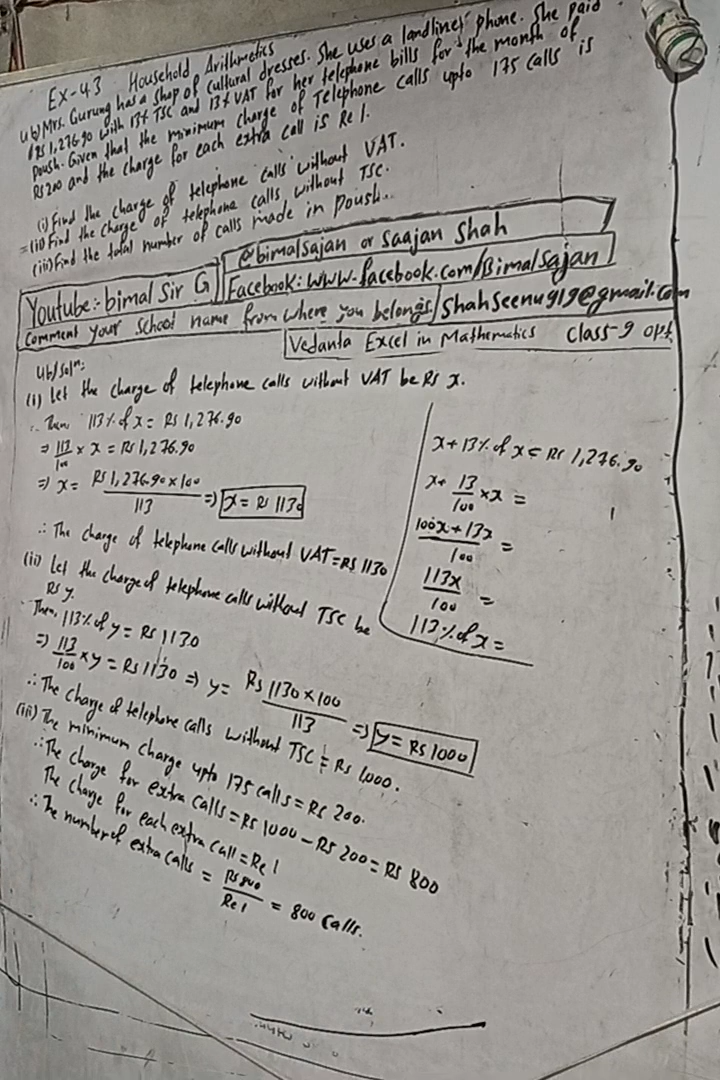 Ex-4.3 Household Arithmetics
4b) Mrs. Gurung has a shop of cultural dresses. She uses a landline phone. She paid
Rs 1,276.90 with 13% TSC and 13% VAT for her telephone bills for the month of
Poush. Given that the minimum charge of Telephone calls upto 175 calls is
Rs 200 and the charge for each extra call is Re 1.
(i) Find the charge of telephone calls without VAT.
(ii) Find the charge of telephone calls without TSC.
(iii) Find the total number of calls made in Poush.
@bimalsajan or Saajan Shah
Youtube:- bimal Sir G
Facebook: www.facebook.com/Bimalsajan
Comment your School name from where you belongs. / Shahseenu919@gmail.com
Vedanta Excel in Mathematics Class-9 opt
4b/ Solⁿ:
(i) Let the charge of telephone calls without VAT be Rs x.
∴ Then, 113% of x = Rs 1,276.90
⇒ 113/100 × x = Rs 1,276.90
⇒ x = Rs 1,276.90×100/113 ⇒ x = Rs 1130
∴ The charge of telephone calls without VAT = Rs 1130
x + 13% of x = Rs 1,276.90
x + 13/100 × x =
100x + 13x/100 =
113x/100 =
113% of x =
(ii) Let the charge of telephone calls without TSC be
Rs y.
Then, 113% of y = Rs 1130
⇒ 113/100 × y = Rs 1130 ⇒ y = Rs 1130×100/113 ⇒ y = Rs 1000
∴ The charge of telephone calls without TSC = Rs 1000.
(iii) The minimum charge upto 175 calls = Rs 200.
∴ The charge for extra calls = Rs 1000 – Rs 200 = Rs 800
The charge for each extra call = Re 1
∴ The number of extra calls = Rs 800/Re 1 = 800 calls.